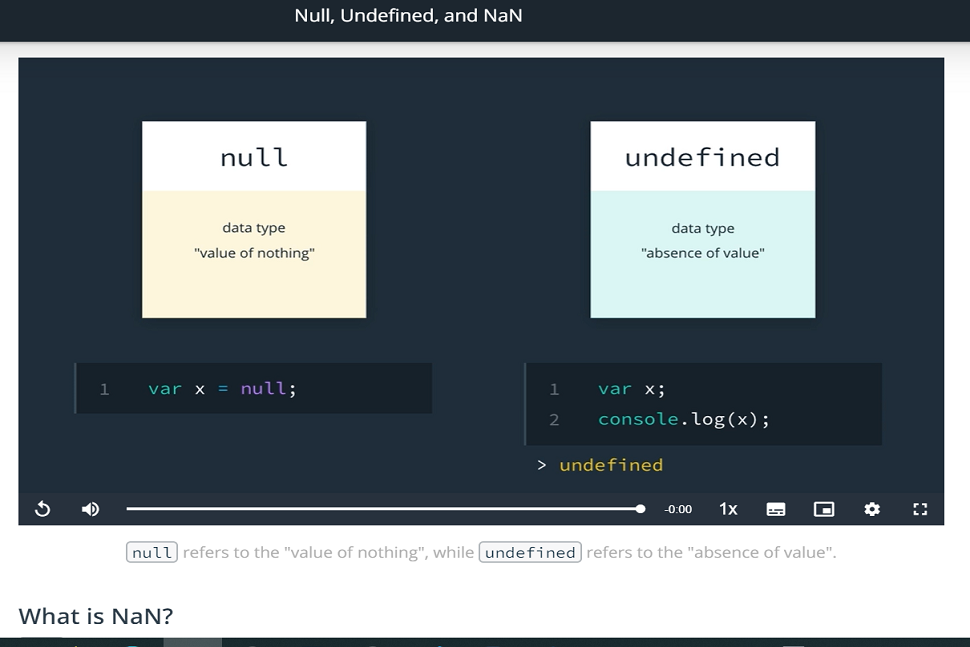 Null, Undefined, and NaN
null
data type
"value of nothing"
undefined
data type
"absence of value"
1 var x = null;
1 var x;
2 console.log(x);
> undefined
-0:00 1x
null refers to the "value of nothing", while undefined refers to the "absence of value".
What is NaN?